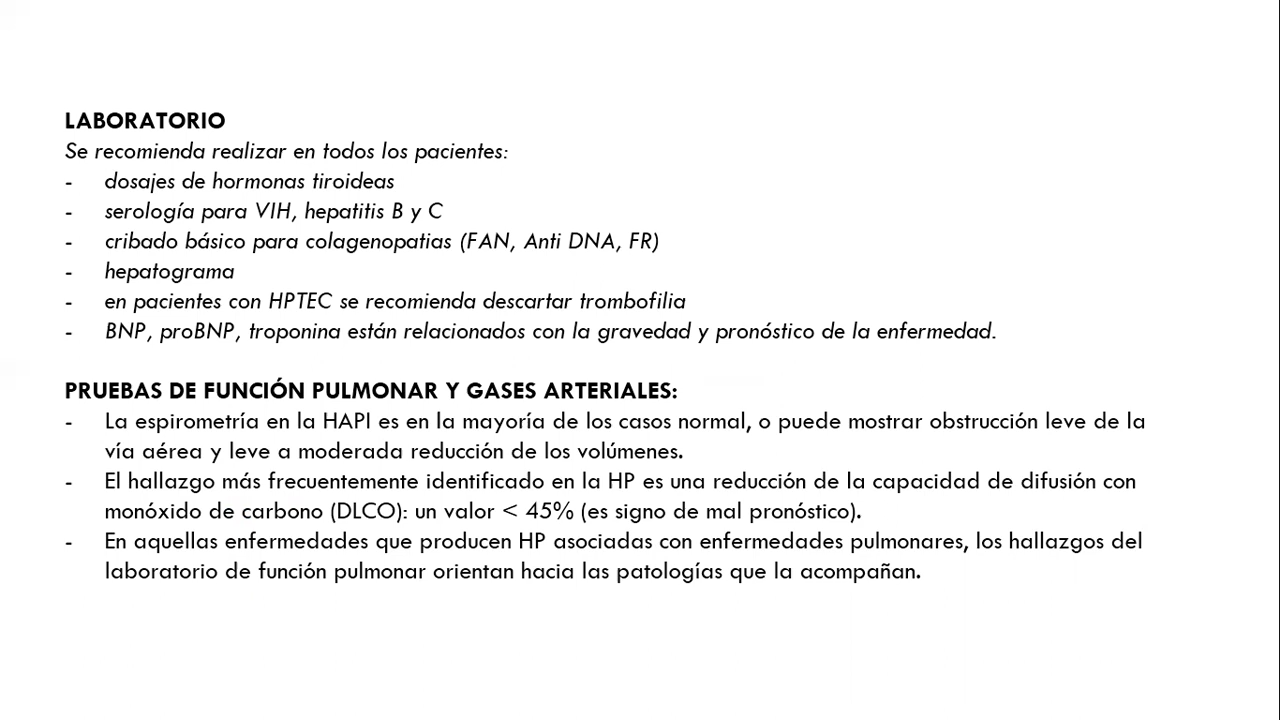 LABORATORIO
Se recomienda realizar en todos los pacientes:
- dosajes de hormonas tiroideas
- serología para VIH, hepatitis B y C
- cribado básico para colagenopatias (FAN, Anti DNA, FR)
- hepatograma
- en pacientes con HPTEC se recomienda descartar trombofilia
- BNP, proBNP, troponina están relacionados con la gravedad y pronóstico de la enfermedad.
PRUEBAS DE FUNCIÓN PULMONAR Y GASES ARTERIALES:
- La espirometría en la HAPI es en la mayoría de los casos normal, o puede mostrar obstrucción leve de la
vía aérea y leve a moderada reducción de los volúmenes.
- El hallazgo más frecuentemente identificado en la HP es una reducción de la capacidad de difusión con
monóxido de carbono (DLCO): un valor < 45% (es signo de mal pronóstico).
- En aquellas enfermedades que producen HP asociadas con enfermedades pulmonares, los hallazgos del
laboratorio de función pulmonar orientan hacia las patologías que la acompañan.